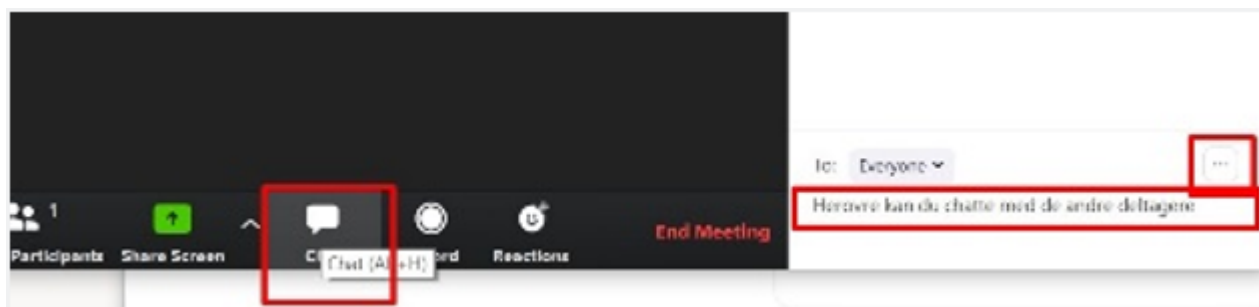 To: Everyone
...
Herovre kan du chatte med de andre deltagere
1
Participants
Share Screen
Chat (Alt+H)
Reactions
End Meeting